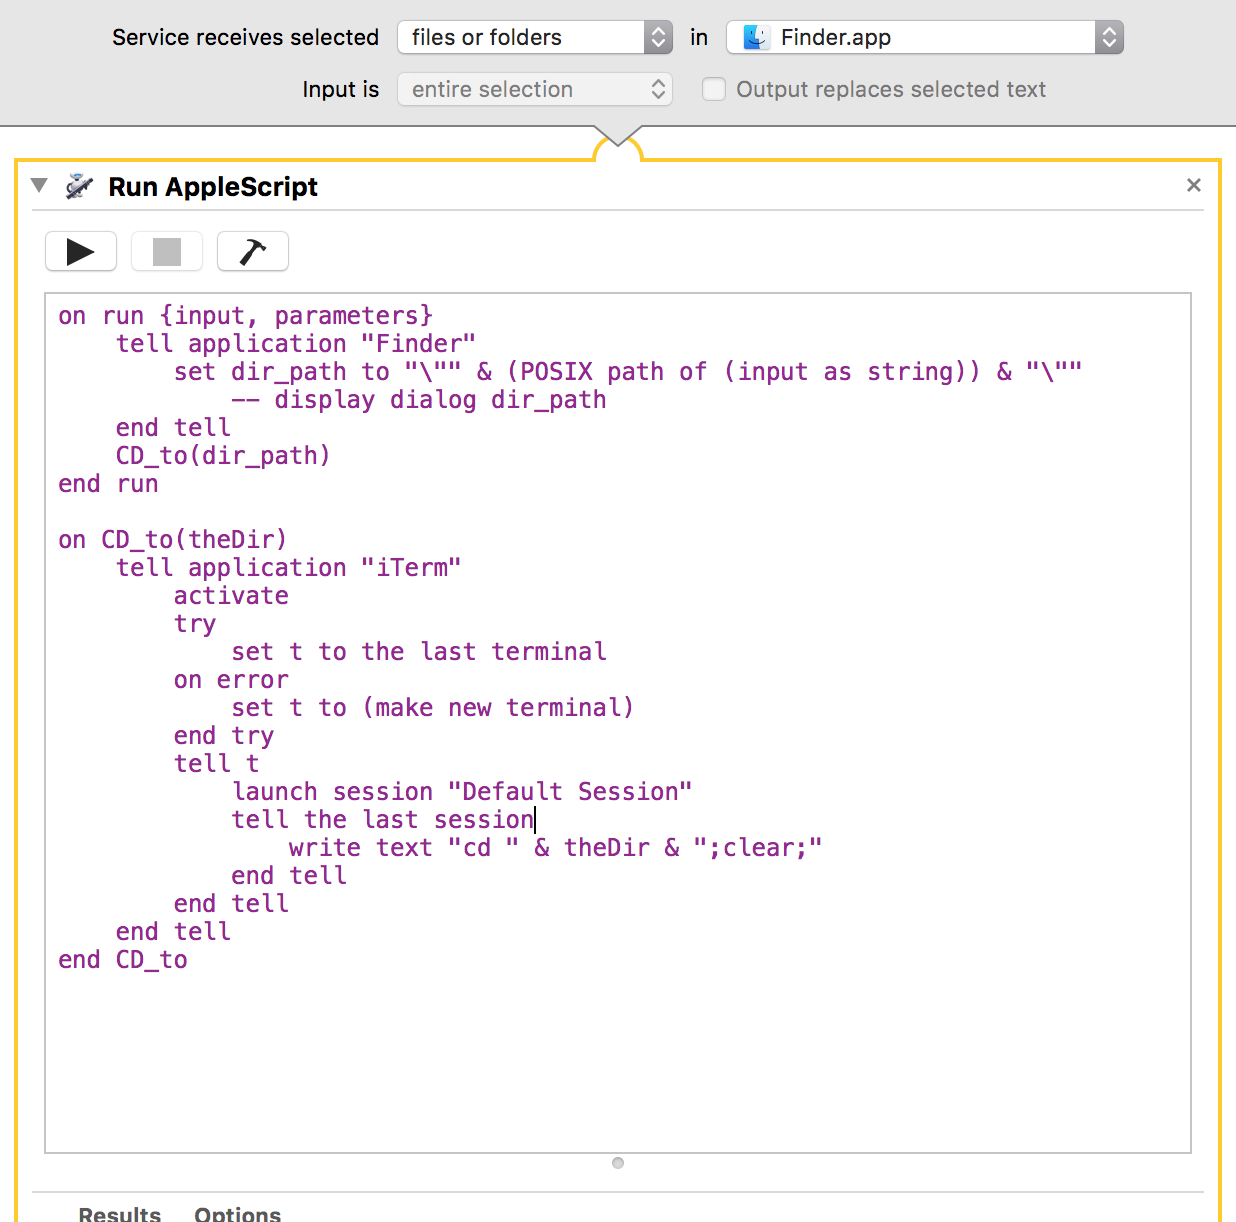 Service receives selected files or folders in Finder.app
Input is entire selection Output replaces selected text
Run AppleScript
on run {input, parameters}
tell application "Finder"
set dir_path to "\"" & (POSIX path of (input as string)) & "\""
-- display dialog dir_path
end tell
CD_to(dir_path)
end run
on CD_to(theDir)
tell application "iTerm"
activate
try
set t to the last terminal
on error
set t to (make new terminal)
end try
tell t
launch session "Default Session"
tell the last session
write text "cd " & theDir & ";clear;"
end tell
end tell
end tell
end CD_to
Results Options